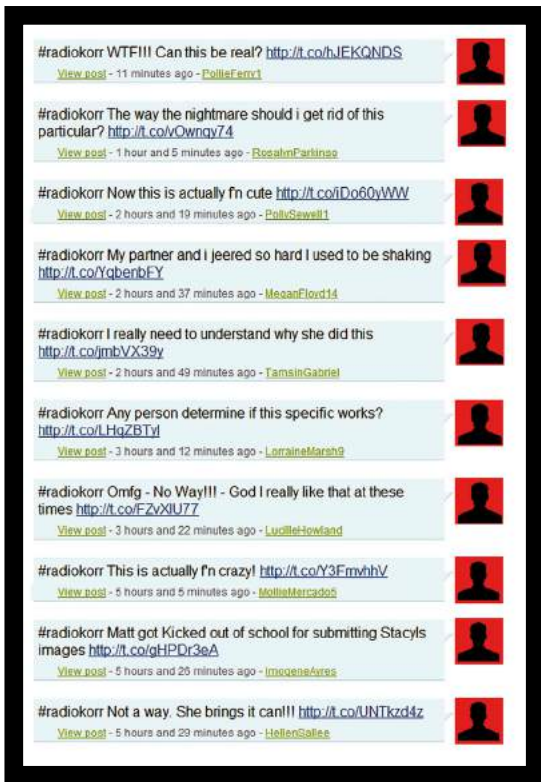 #radiokorr WTF!!! Can this be real? http://t.co/hJEKQNDS
View post - 11 minutes ago - PollieFerry1
#radiokorr The way the nightmare should i get rid of this
particular? http://t.co/vOwnqy74
View post - 1 hour and 5 minutes ago - RosalynParkinso
#radiokorr Now this is actually f'n cute http://t.co/iDo60yWW
View post - 2 hours and 19 minutes ago - PollySewell1
#radiokorr My partner and i jeered so hard I used to be shaking
http://t.co/YqbenbFY
View post - 2 hours and 37 minutes ago - MeganFloyd14
#radiokorr I really need to understand why she did this
http://t.co/jmbVX39y
View post - 2 hours and 49 minutes ago - TamsinGabriel
#radiokorr Any person determine if this specific works?
http://t.co/LHqZBTyl
View post - 3 hours and 12 minutes ago - LorraineMarsh9
#radiokorr Omfg - No Way!!! - God I really like that at these
times http://t.co/FZvXlU77
View post - 3 hours and 22 minutes ago - LucilleHowland
#radiokorr This is actually f'n crazy! http://t.co/Y3FmvhhV
View post - 5 hours and 5 minutes ago - MollieMercado5
#radiokorr Matt got Kicked out of school for submitting Stacyls
images http://t.co/gHPDr3eA
View post - 5 hours and 26 minutes ago - ImogeneAyres
#radiokorr Not a way. She brings it can!!! http://t.co/UNTkzd4z
View post - 5 hours and 29 minutes ago - HellenSallee